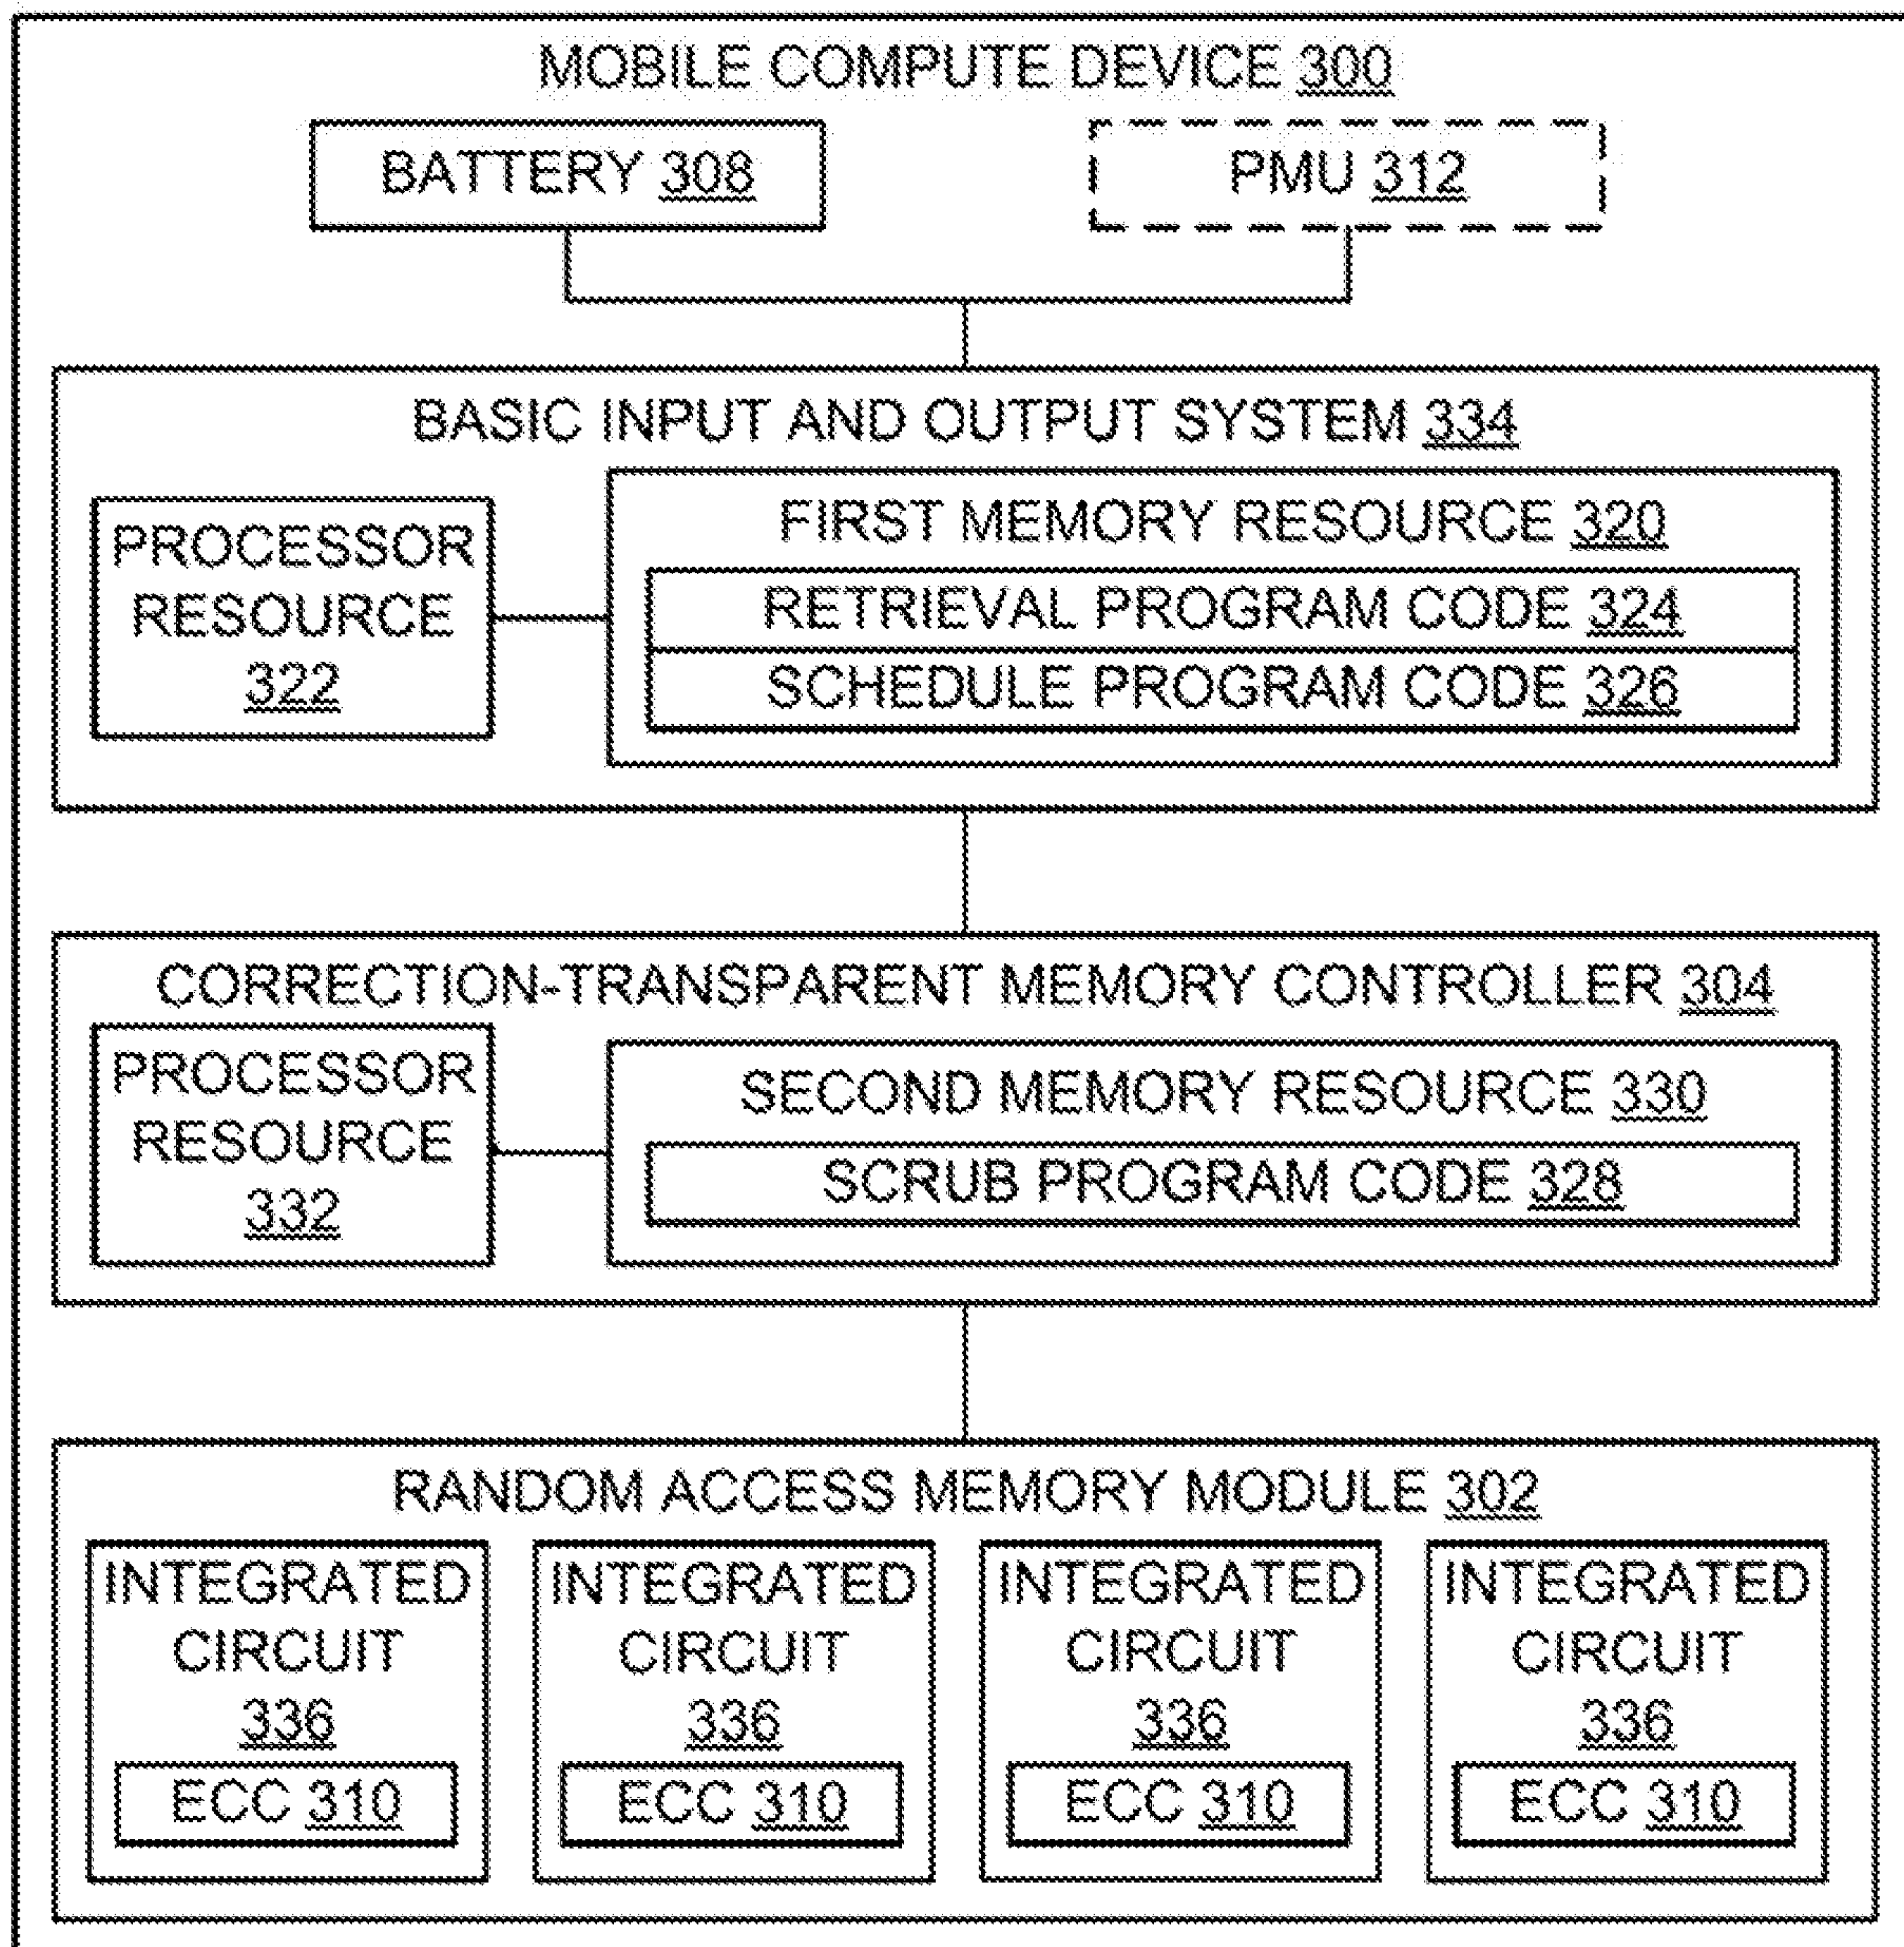 MOBILE COMPUTE DEVICE 300
BATTERY 308
PMU 312
BASIC INPUT AND OUTPUT SYSTEM 334
PROCESSOR
RESOURCE
322
FIRST MEMORY RESOURCE 320
RETRIEVAL PROGRAM CODE 324
SCHEDULE PROGRAM CODE 326
CORRECTION-TRANSPARENT MEMORY CONTROLLER 304
PROCESSOR
RESOURCE
332
SECOND MEMORY RESOURCE 330
SCRUB PROGRAM CODE 328
RANDOM ACCESS MEMORY MODULE 302
INTEGRATED
CIRCUIT
336
ECC 310
INTEGRATED
CIRCUIT
336
ECC 310
INTEGRATED
CIRCUIT
336
ECC 310
INTEGRATED
CIRCUIT
336
ECC 310